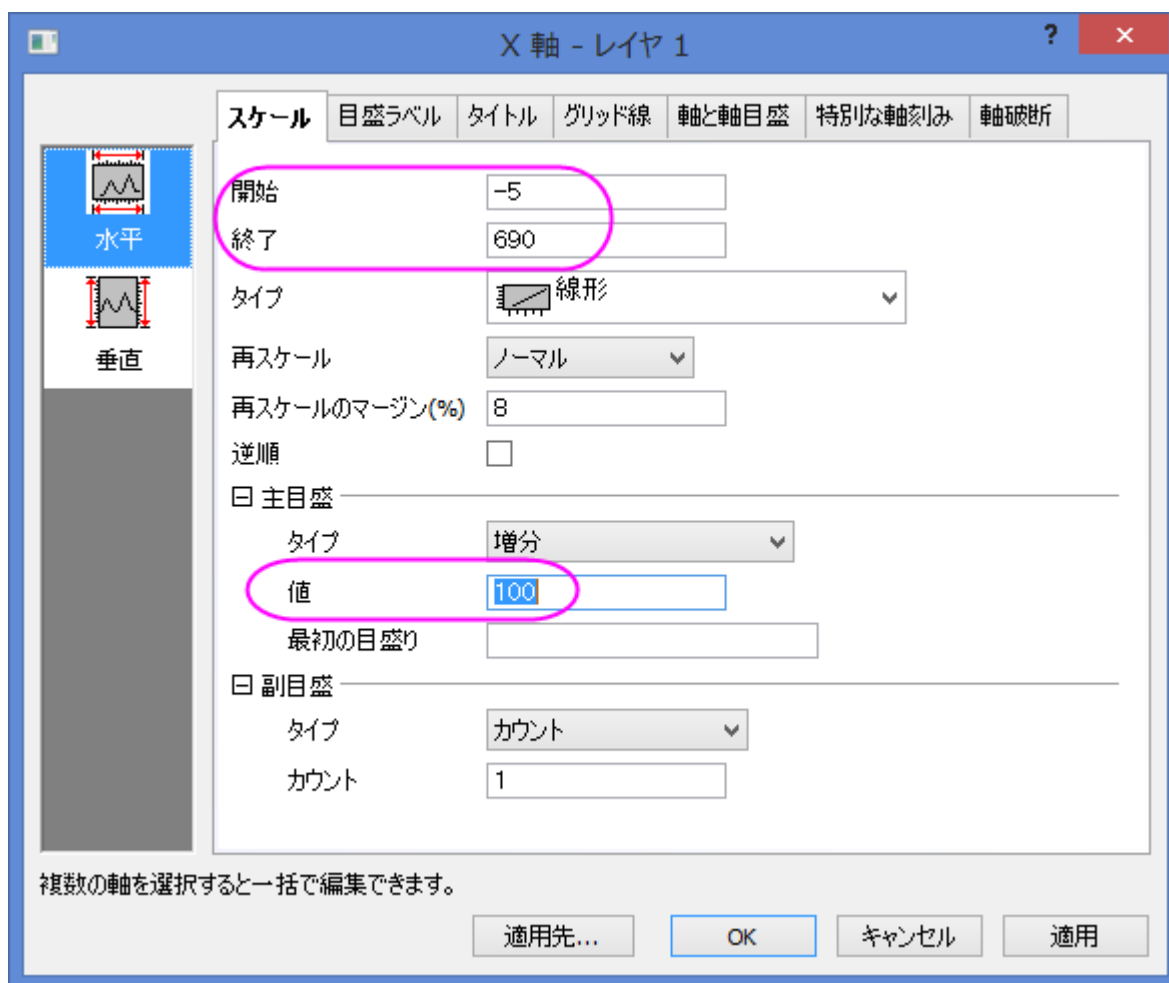 X 軸 - レイヤ 1
? ×
スケール 目盛ラベル タイトル グリッド線 軸と軸目盛 特別な軸刻み 軸破断
水平
垂直
開始 -5
終了 690
タイプ 線形
再スケール ノーマル
再スケールのマージン(%) 8
逆順
主目盛
タイプ 増分
値 100
最初の目盛り
副目盛
タイプ カウント
カウント 1
複数の軸を選択すると一括で編集できます。
適用先... OK キャンセル 適用